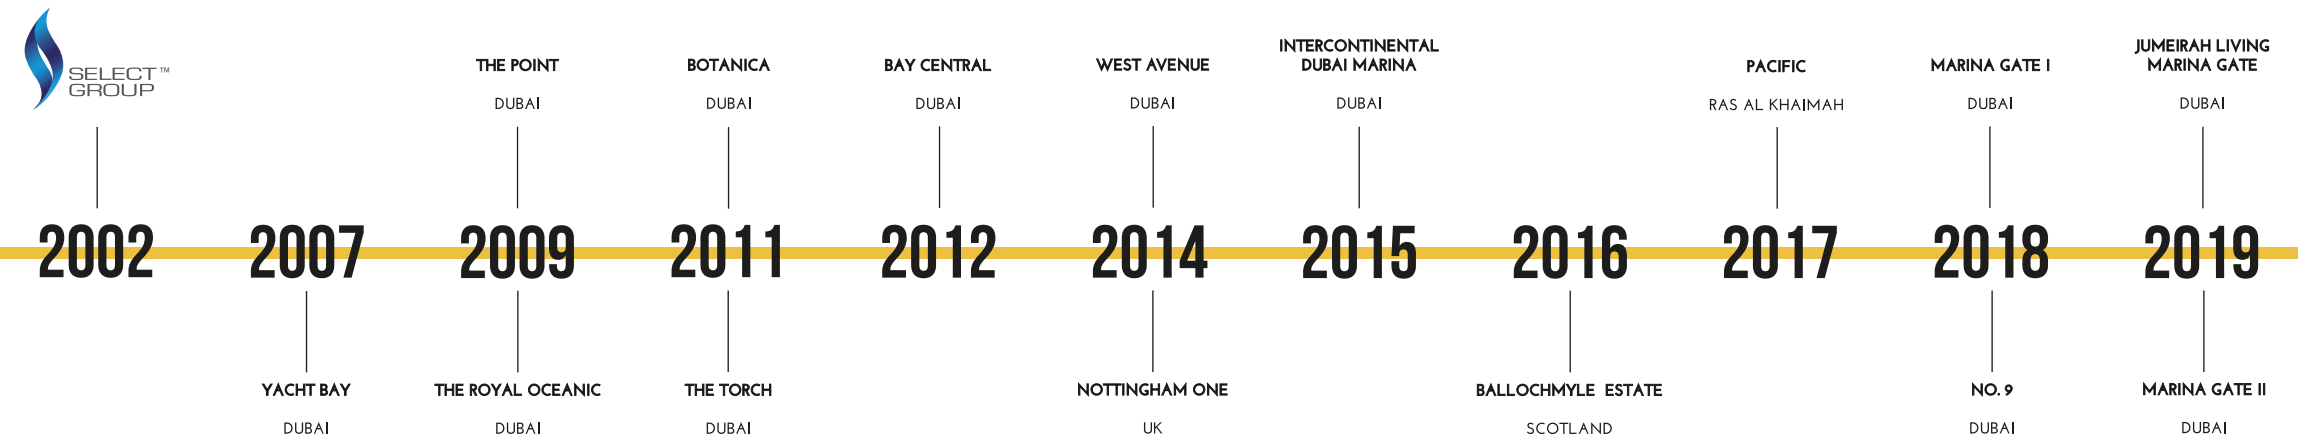 SELECT™
GROUP
THE POINT
DUBAI
BOTANICA
DUBAI
BAY CENTRAL
DUBAI
WEST AVENUE
DUBAI
INTERCONTINENTAL
DUBAI MARINA
DUBAI
PACIFIC
RAS AL KHAIMAH
MARINA GATE I
DUBAI
JUMEIRAH LIVING
MARINA GATE
DUBAI
2002 2007 2009 2011 2012 2014 2015 2016 2017 2018 2019
YACHT BAY
DUBAI
THE ROYAL OCEANIC
DUBAI
THE TORCH
DUBAI
NOTTINGHAM ONE
UK
BALLOCHMYLE ESTATE
SCOTLAND
NO. 9
DUBAI
MARINA GATE II
DUBAI